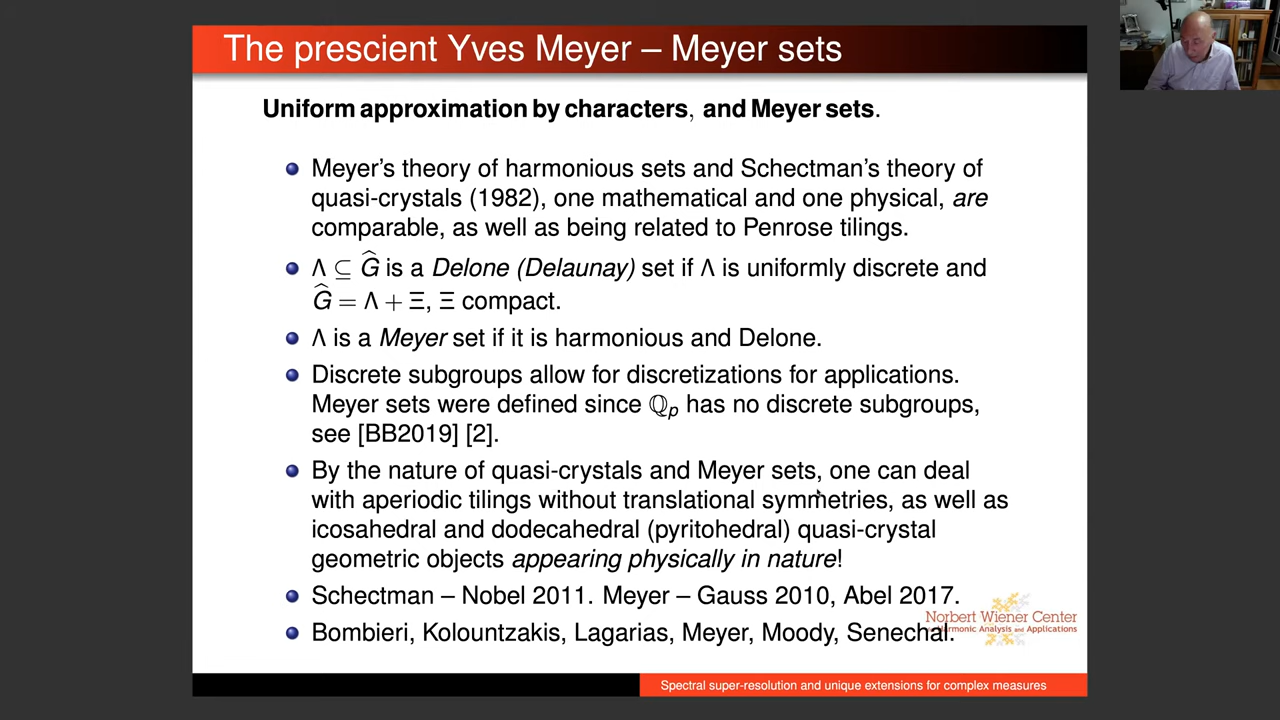 The prescient Yves Meyer – Meyer sets
Uniform approximation by characters, and Meyer sets.
Meyer's theory of harmonious sets and Schectman's theory of
quasi-crystals (1982), one mathematical and one physical, are
comparable, as well as being related to Penrose tilings.
Λ ⊆ Ĝ is a Delone (Delaunay) set if Λ is uniformly discrete and
Ĝ = Λ + Ξ, Ξ compact.
Λ is a Meyer set if it is harmonious and Delone.
Discrete subgroups allow for discretizations for applications.
Meyer sets were defined since ℚp has no discrete subgroups,
see [BB2019] [2].
By the nature of quasi-crystals and Meyer sets, one can deal
with aperiodic tilings without translational symmetries, as well as
icosahedral and dodecahedral (pyritohedral) quasi-crystal
geometric objects appearing physically in nature!
Schectman – Nobel 2011. Meyer – Gauss 2010, Abel 2017.
Bombieri, Kolountzakis, Lagarias, Meyer, Moody, Senechal.
Norbert Wiener Center
Harmonic Analysis and Applications
Spectral super-resolution and unique extensions for complex measures